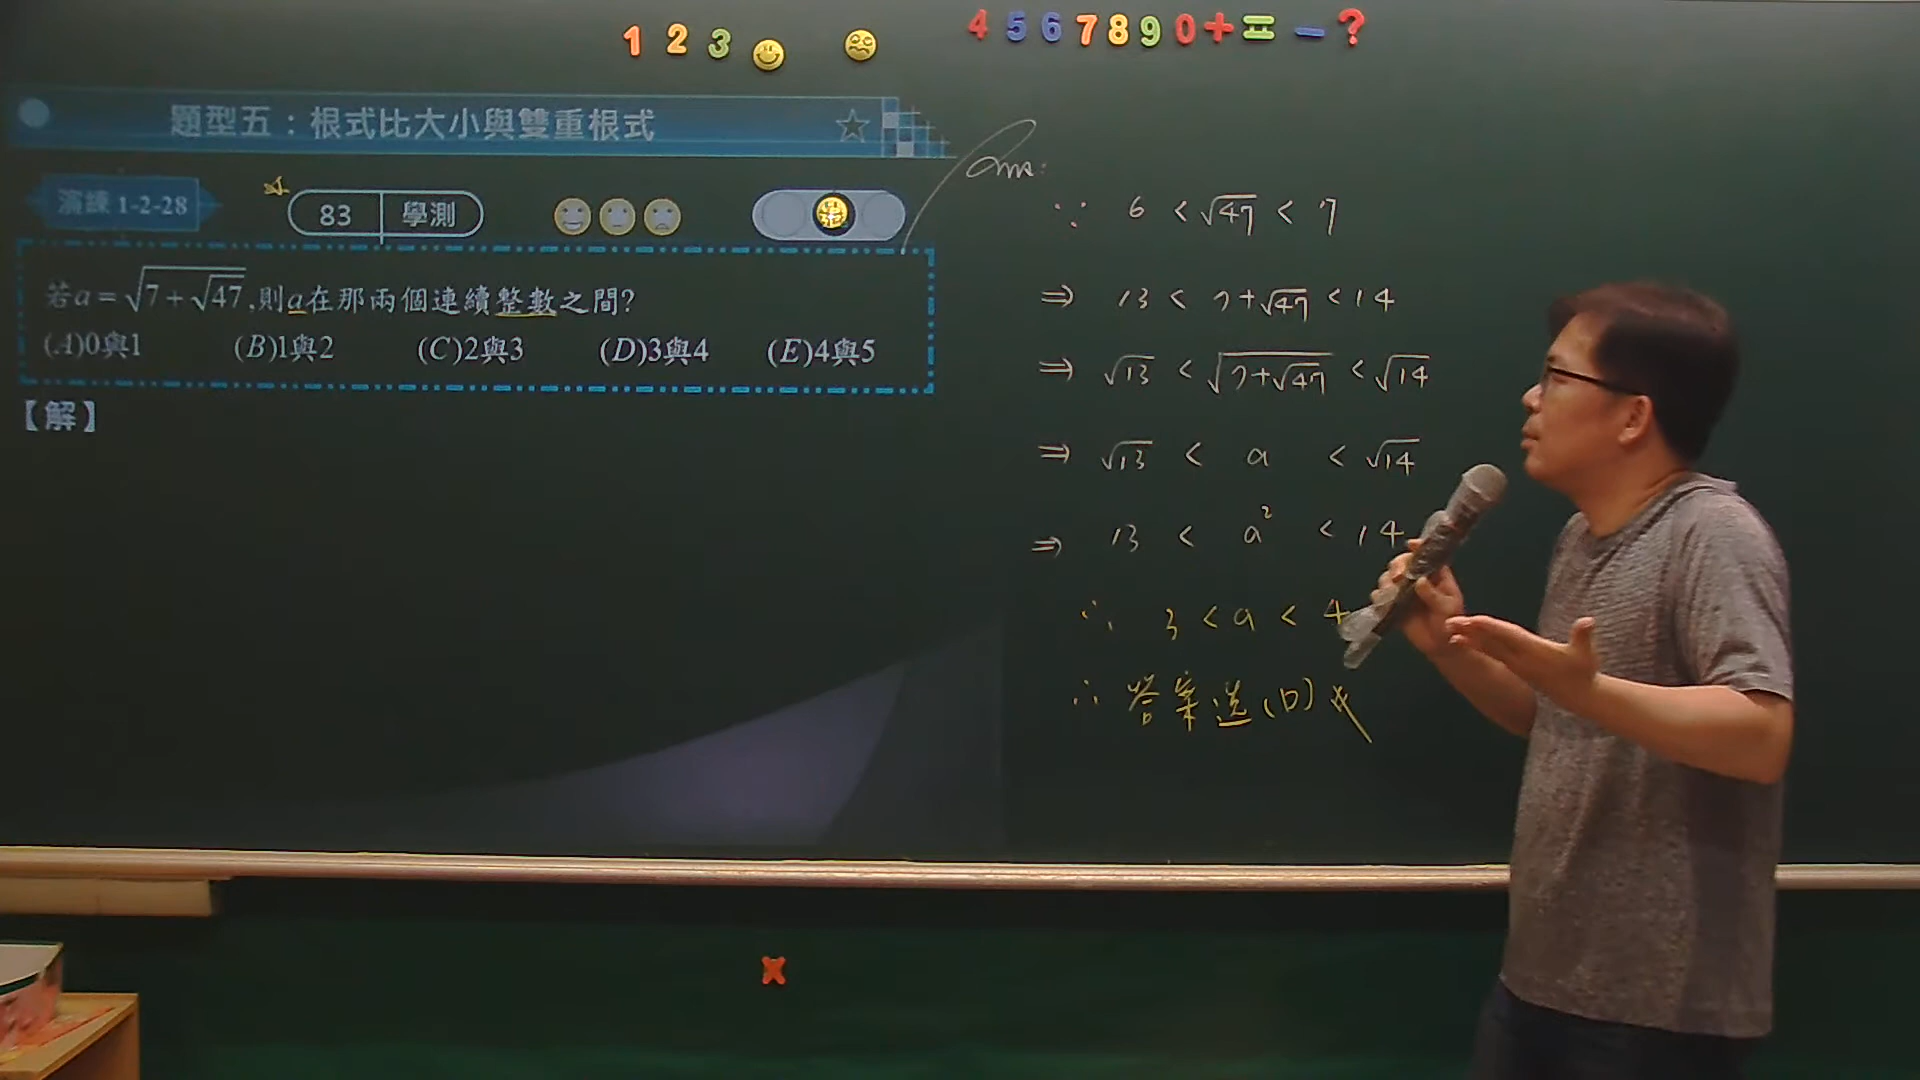 1 2 3 4 5 6 7 8 9 0 + = - ?
題型五：根式比大小與雙重根式
演練 1-2-28
83 學測
若a = √(7 + √47) ,則a在那兩個連續整數之間?
(A)0與1 (B)1與2 (C)2與3 (D)3與4 (E)4與5
【解】
Ans:
∵ 6 < √47 < 7
⇒ 13 < 7+√47 < 14
⇒ √13 < √(7+√47) < √14
⇒ √13 < a < √14
⇒ 13 < a² < 14
∴ 3 < a < 4
∴ 答案選(D)
x